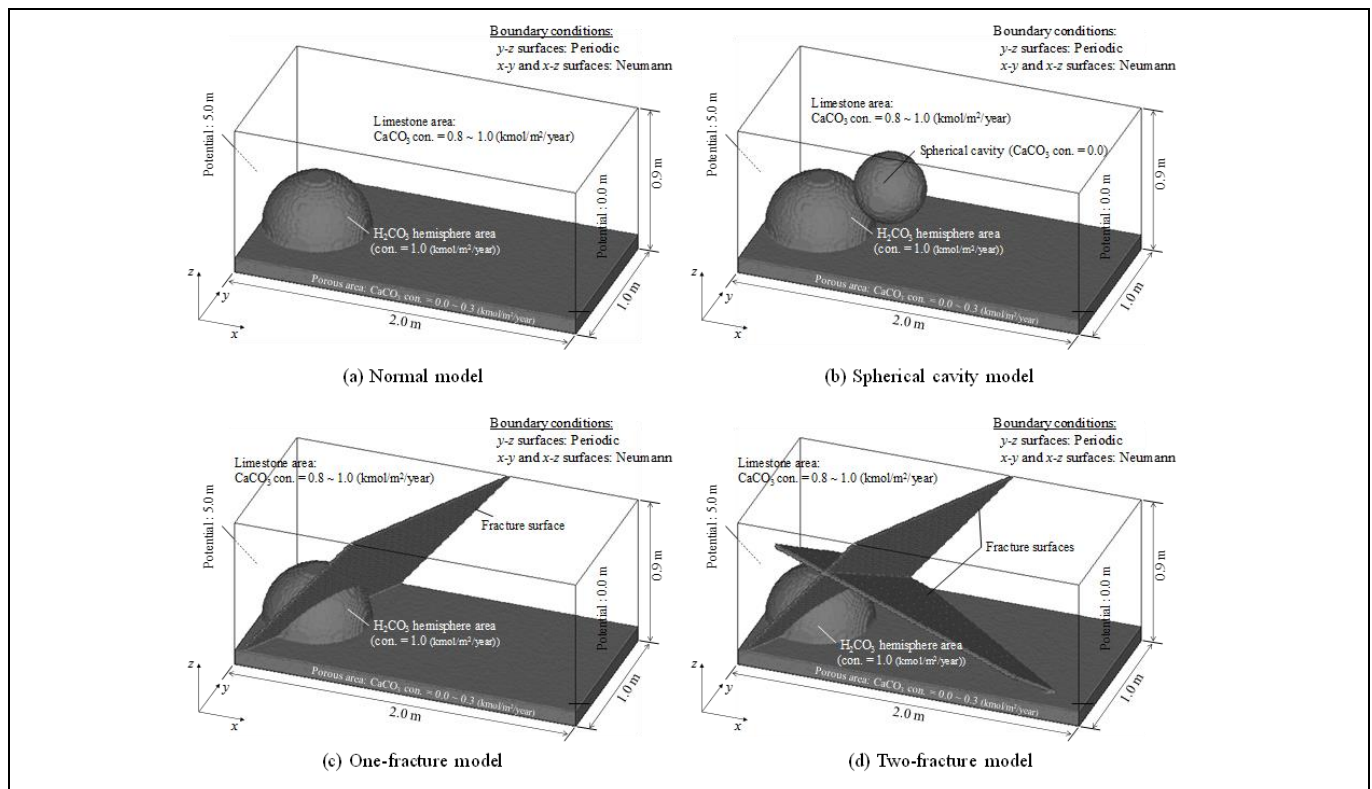 Boundary conditions:
y-z surfaces: Periodic
x-y and x-z surfaces: Neumann
Potential : 5.0 m
Limestone area:
CaCO₃ con. = 0.8 ~ 1.0 (kmol/m²/year)
H₂CO₃ hemisphere area
(con. = 1.0 (kmol/m²/year))
Potential : 0.0 m
0.9 m
Porous area: CaCO₃ con. = 0.0 ~ 0.3 (kmol/m²/year)
1.0 m
2.0 m
z
y
x
(a) Normal model
Boundary conditions:
y-z surfaces: Periodic
x-y and x-z surfaces: Neumann
Potential : 5.0 m
Limestone area:
CaCO₃ con. = 0.8 ~ 1.0 (kmol/m²/year)
Spherical cavity (CaCO₃ con. = 0.0)
H₂CO₃ hemisphere area
(con. = 1.0 (kmol/m²/year))
Potential : 0.0 m
0.9 m
Porous area: CaCO₃ con. = 0.0 ~ 0.3 (kmol/m²/year)
1.0 m
2.0 m
z
y
x
(b) Spherical cavity model
Boundary conditions:
y-z surfaces: Periodic
x-y and x-z surfaces: Neumann
Limestone area:
CaCO₃ con. = 0.8 ~ 1.0 (kmol/m²/year)
Potential : 5.0 m
Fracture surface
H₂CO₃ hemisphere area
(con. = 1.0 (kmol/m²/year))
Potential : 0.0 m
0.9 m
Porous area: CaCO₃ con. = 0.0 ~ 0.3 (kmol/m²/year)
1.0 m
2.0 m
z
y
x
(c) One-fracture model
Boundary conditions:
y-z surfaces: Periodic
x-y and x-z surfaces: Neumann
Limestone area:
CaCO₃ con. = 0.8 ~ 1.0 (kmol/m²/year)
Potential : 5.0 m
Fracture surfaces
H₂CO₃ hemisphere area
(con. = 1.0 (kmol/m²/year))
Potential : 0.0 m
0.9 m
Porous area: CaCO₃ con. = 0.0 ~ 0.3 (kmol/m²/year)
1.0 m
2.0 m
z
y
x
(d) Two-fracture model